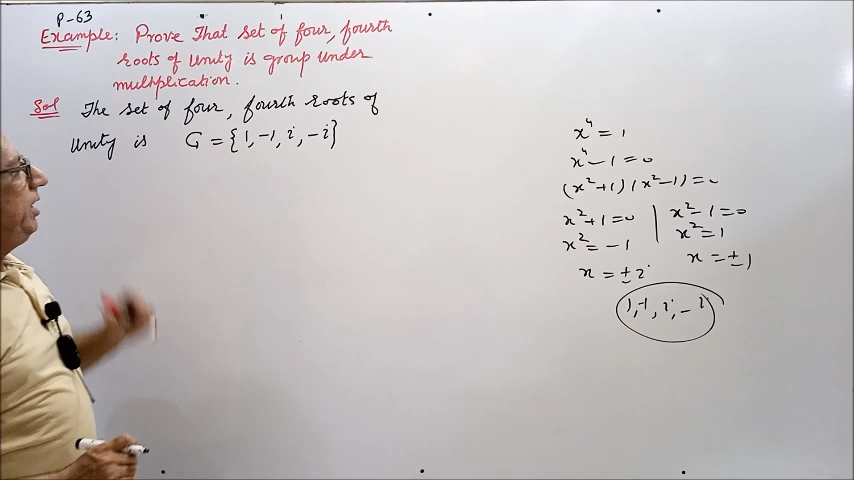 P-63
Example: Prove That set of four, fourth
roots of Unity is group under
multiplication.
Sol The set of four, fourth roots of
Unity is G = {1, -1, i, -i}
x⁴ = 1
x⁴ - 1 = 0
(x² + 1) (x² - 1) = 0
x² + 1 = 0 | x² - 1 = 0
x² = -1 | x² = 1
x = ± i x = ± 1
1, -1, i, - i